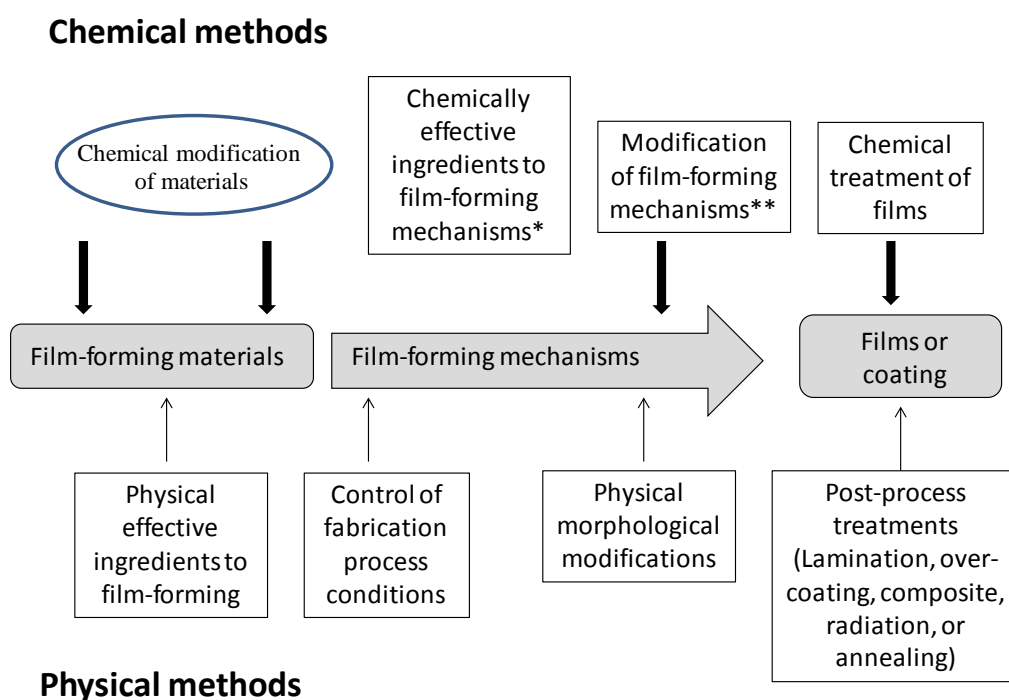 Chemical methods
Chemical modification
of materials
Chemically
effective
ingredients to
film-forming
mechanisms*
Modification
of film-forming
mechanisms**
Chemical
treatment of
films
Film-forming materials
Film-forming mechanisms
Films or
coating
Physical
effective
ingredients to
film-forming
Control of
fabrication
process
conditions
Physical
morphological
modifications
Post-process
treatments
(Lamination, over-
coating, composite,
radiation, or
annealing)
Physical methods